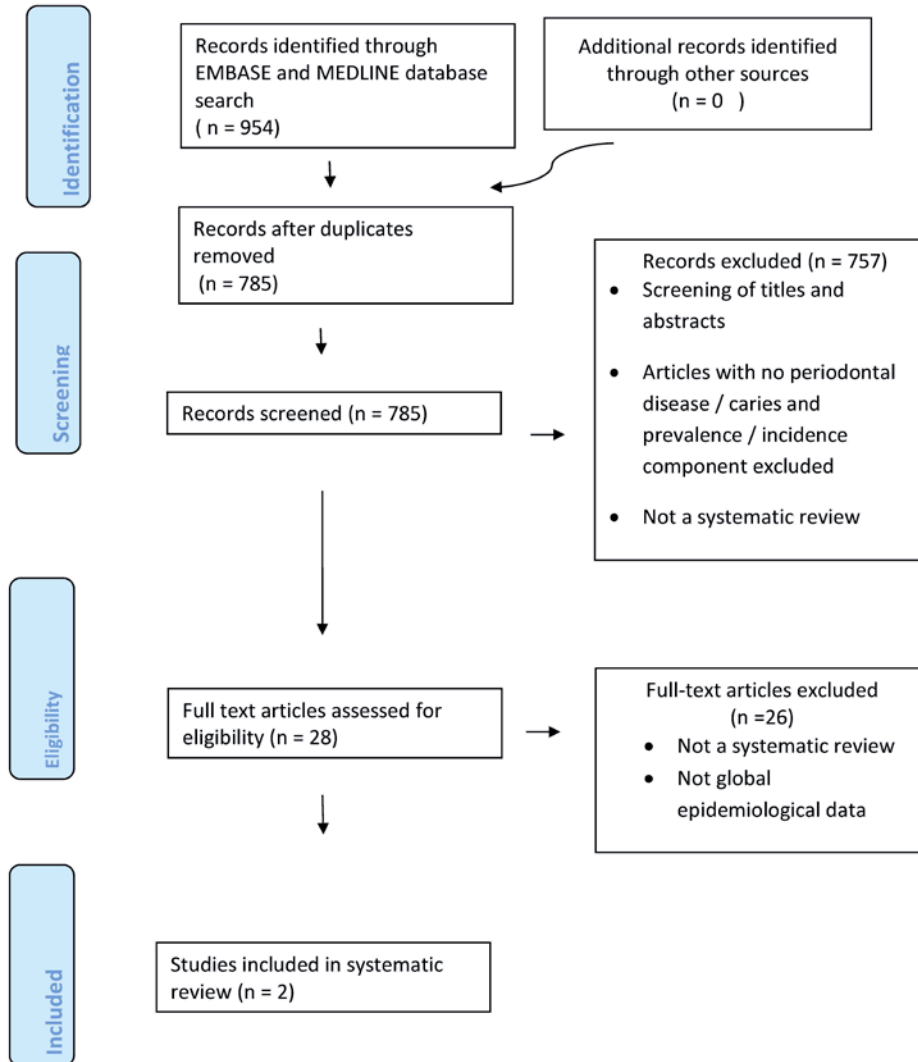 Identification
Records identified through
EMBASE and MEDLINE database
search
( n = 954)
Additional records identified
through other sources
(n = 0   )
Records after duplicates
removed
(n = 785)
Screening
Records screened (n = 785)
Records excluded (n = 757)
• Screening of titles and
abstracts
• Articles with no periodontal
disease / caries and
prevalence / incidence
component excluded
• Not a systematic review
Eligibility
Full text articles assessed for
eligibility (n = 28)
Full-text articles excluded
(n =26)
• Not a systematic review
• Not global
epidemiological data
Included
Studies included in systematic
review (n = 2)